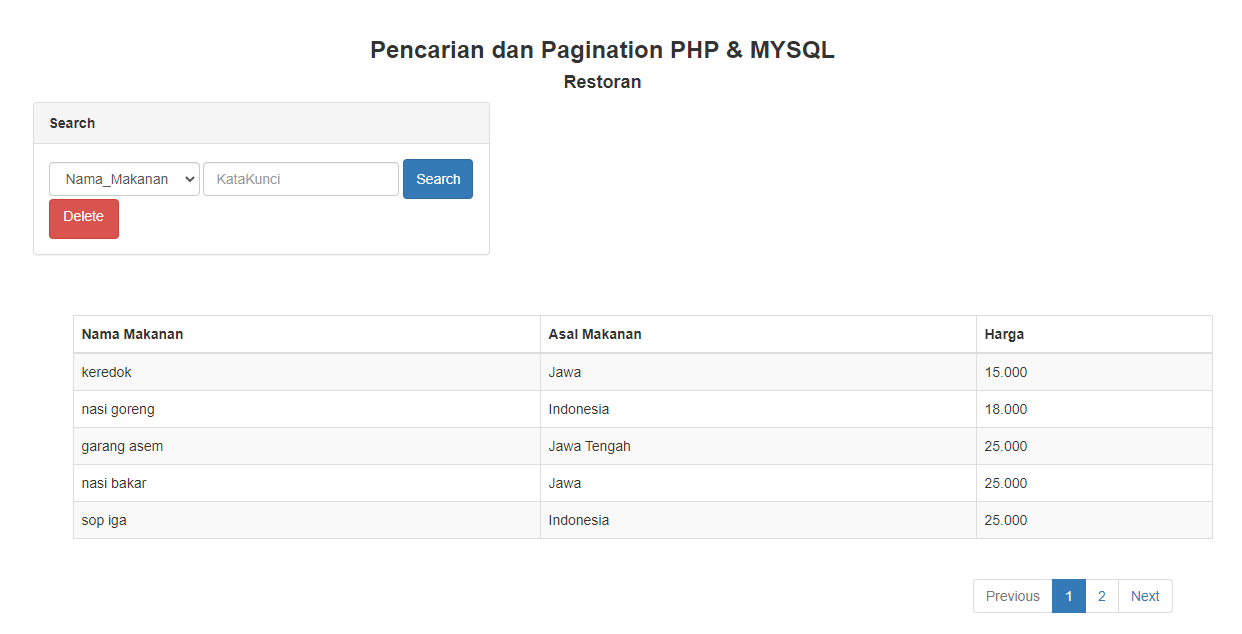 Pencarian dan Pagination PHP & MYSQL
Restoran
Search
Nama_Makanan KataKunci Search
Delete
Nama Makanan Asal Makanan Harga
keredok Jawa 15.000
nasi goreng Indonesia 18.000
garang asem Jawa Tengah 25.000
nasi bakar Jawa 25.000
sop iga Indonesia 25.000
Previous 1 2 Next